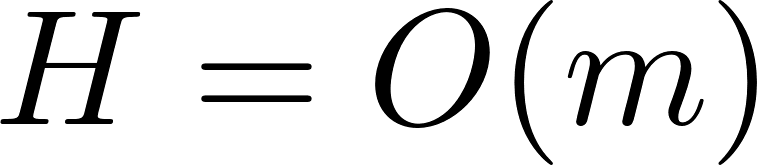 H = O(m)